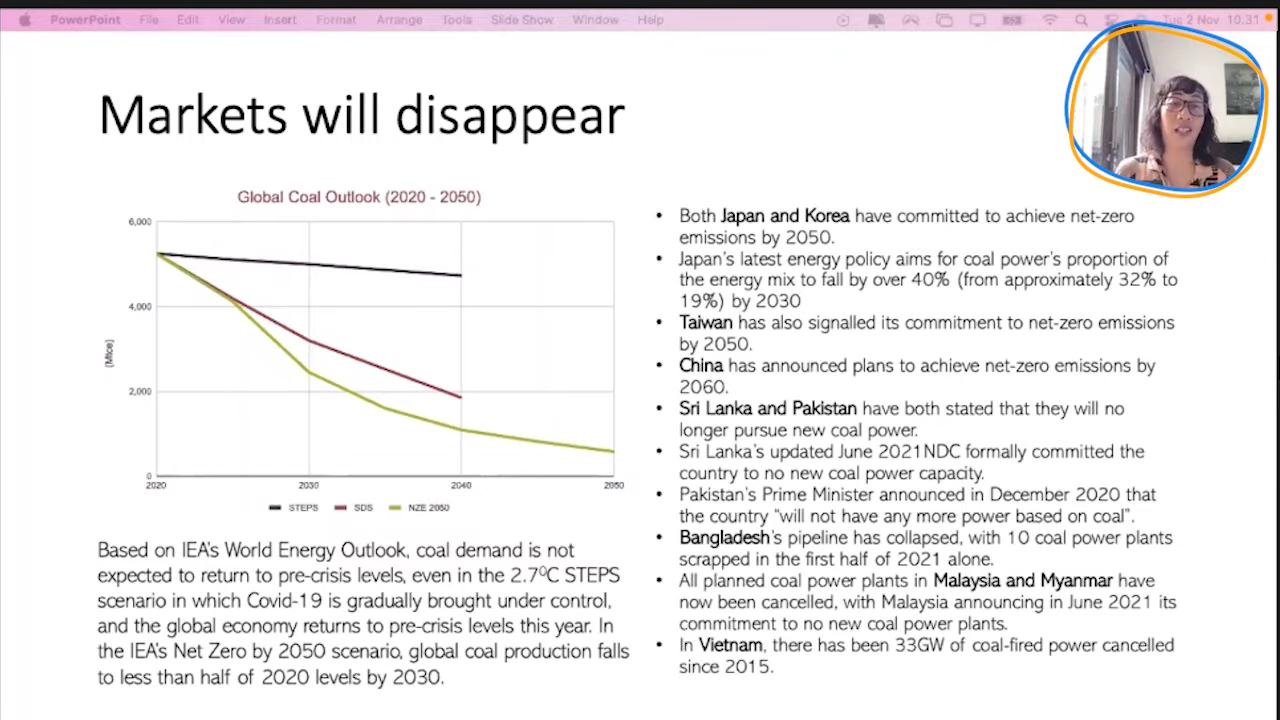 PowerPoint File Edit View Insert Format Arrange Tools Slide Show Window Help Tue 2 Nov 10.31
Markets will disappear
Global Coal Outlook (2020 - 2050)
6,000
4,000
(Mtce)
2,000
0
2020 2030 2040 2050
STEPS SDS NZE 2050
Based on IEA's World Energy Outlook, coal demand is not
expected to return to pre-crisis levels, even in the 2.7⁰C STEPS
scenario in which Covid-19 is gradually brought under control,
and the global economy returns to pre-crisis levels this year. In
the IEA's Net Zero by 2050 scenario, global coal production falls
to less than half of 2020 levels by 2030.
• Both Japan and Korea have committed to achieve net-zero
emissions by 2050.
• Japan's latest energy policy aims for coal power's proportion of
the energy mix to fall by over 40% (from approximately 32% to
19%) by 2030
• Taiwan has also signalled its commitment to net-zero emissions
by 2050.
• China has announced plans to achieve net-zero emissions by
2060.
• Sri Lanka and Pakistan have both stated that they will no
longer pursue new coal power.
• Sri Lanka's updated June 2021NDC formally committed the
country to no new coal power capacity.
• Pakistan's Prime Minister announced in December 2020 that
the country “will not have any more power based on coal”.
• Bangladesh's pipeline has collapsed, with 10 coal power plants
scrapped in the first half of 2021 alone.
• All planned coal power plants in Malaysia and Myanmar have
now been cancelled, with Malaysia announcing in June 2021 its
commitment to no new coal power plants.
• In Vietnam, there has been 33GW of coal-fired power cancelled
since 2015.